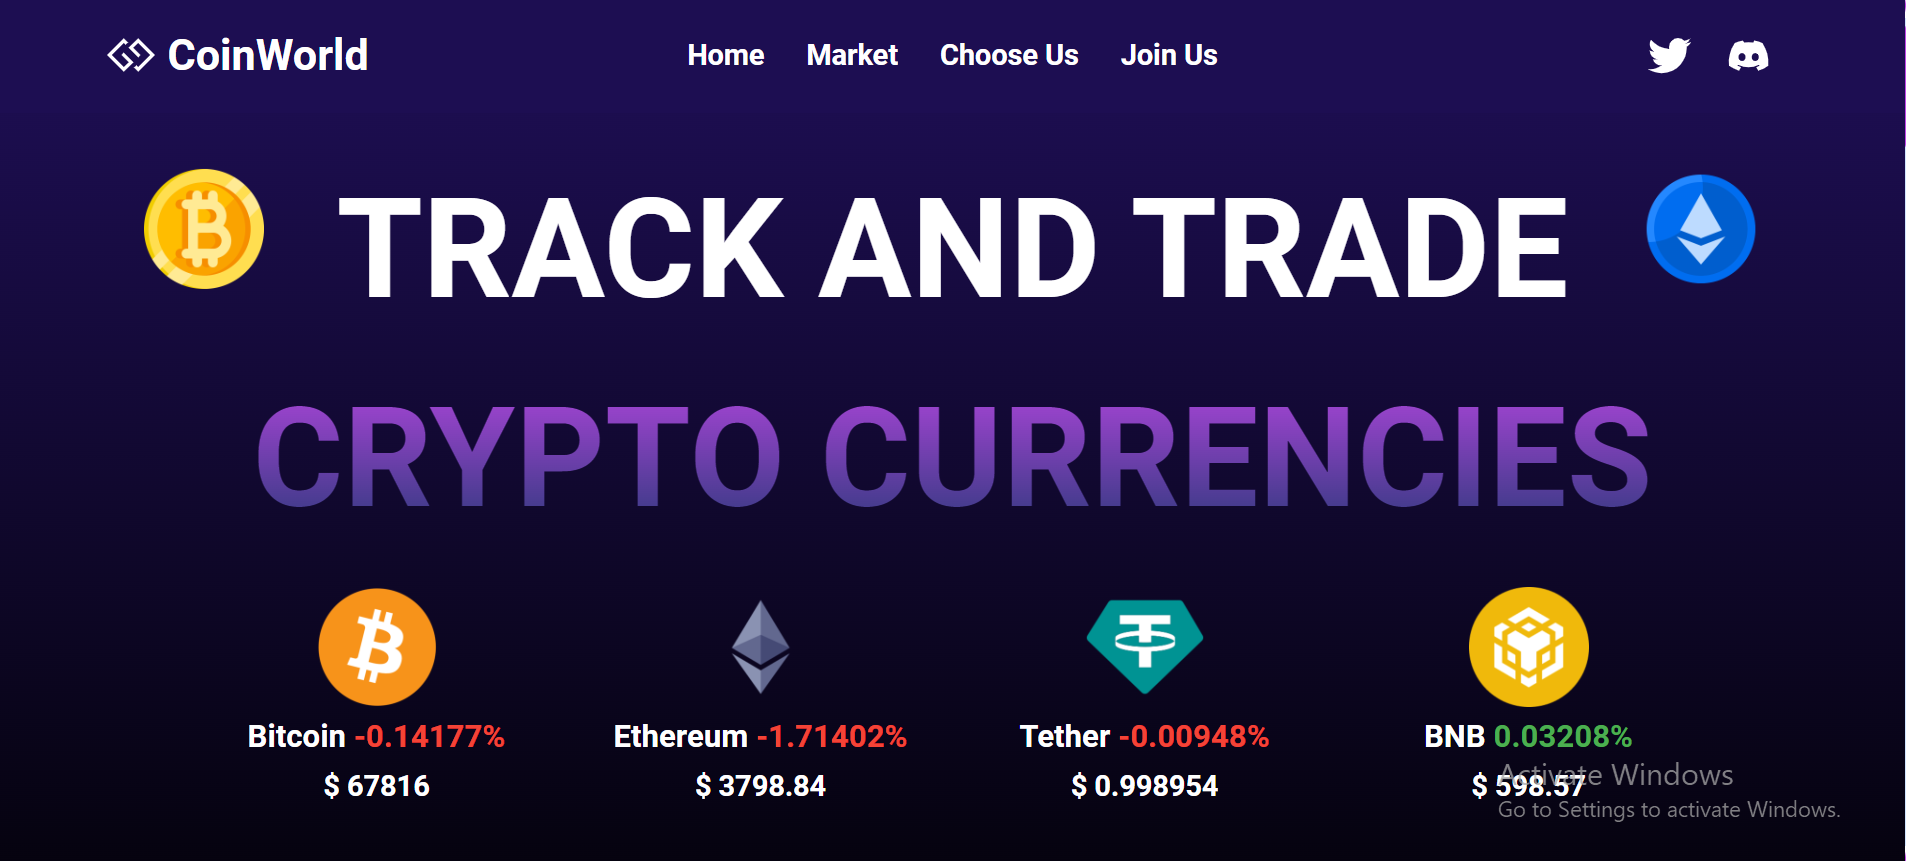 CoinWorld Home Market Choose Us Join Us
TRACK AND TRADE
CRYPTO CURRENCIES
Bitcoin -0.14177% Ethereum -1.71402% Tether -0.00948% BNB 0.03208%
$ 67816 $ 3798.84 $ 0.998954 $ 598.57
Activate Windows
Go to Settings to activate Windows.